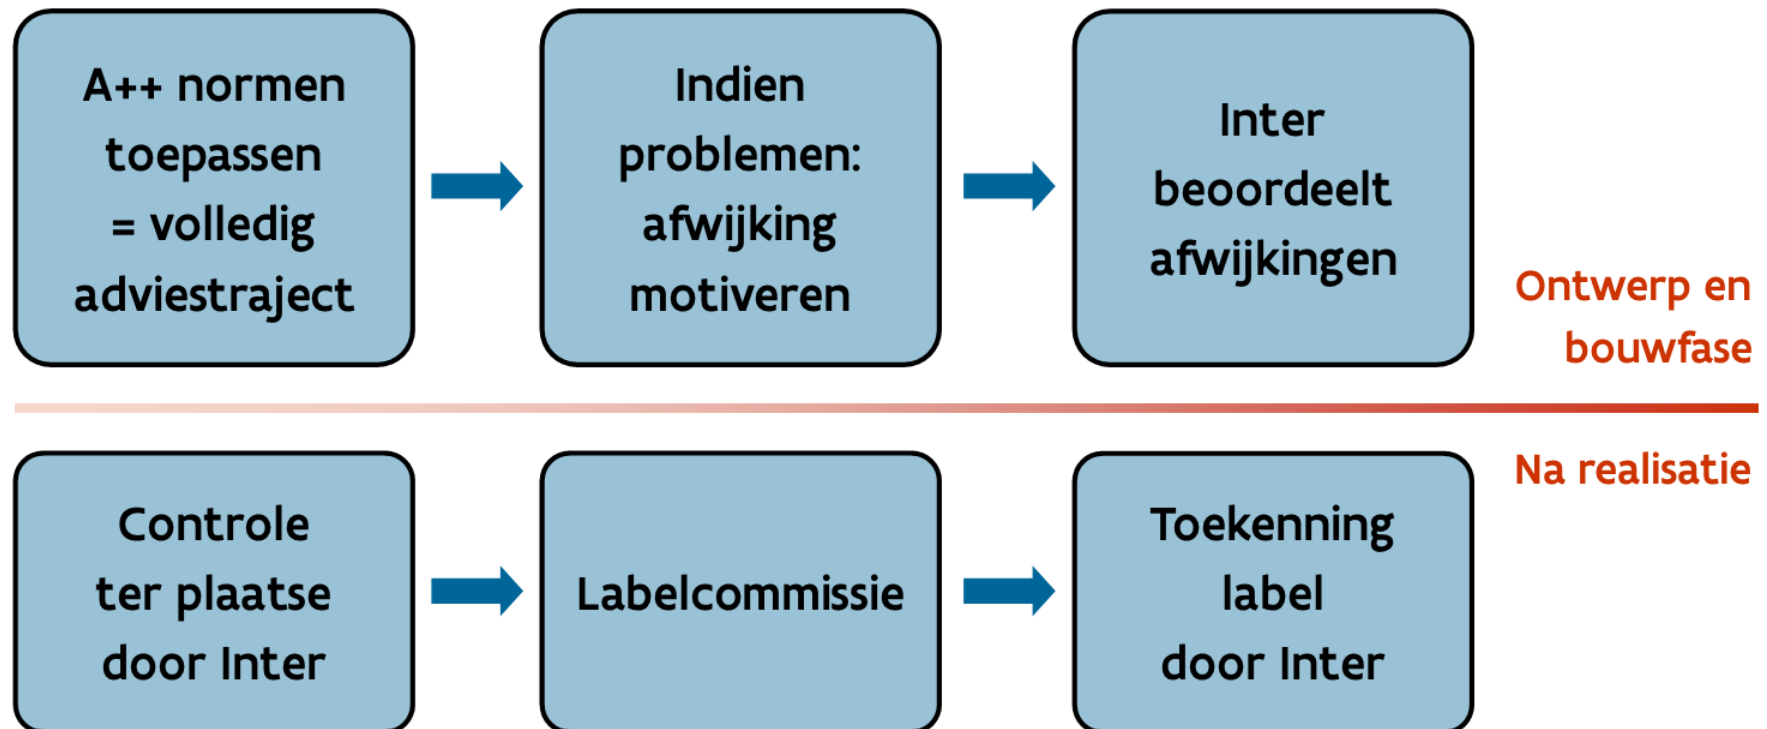 A++ normen
toepassen
= volledig
adviestraject
Indien
problemen:
afwijking
motiveren
Inter
beoordeelt
afwijkingen
Ontwerp en
bouwfase
Na realisatie
Controle
ter plaatse
door Inter
Labelcommissie
Toekenning
label
door Inter